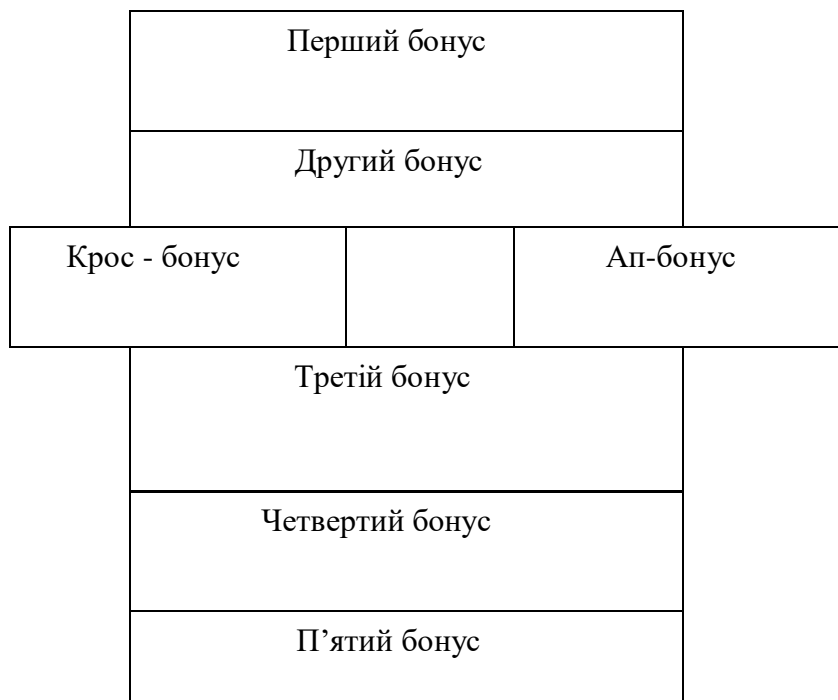 Перший бонус
Другий бонус
Крос - бонус
Ап-бонус
Третій бонус
Четвертий бонус
П’ятий бонус